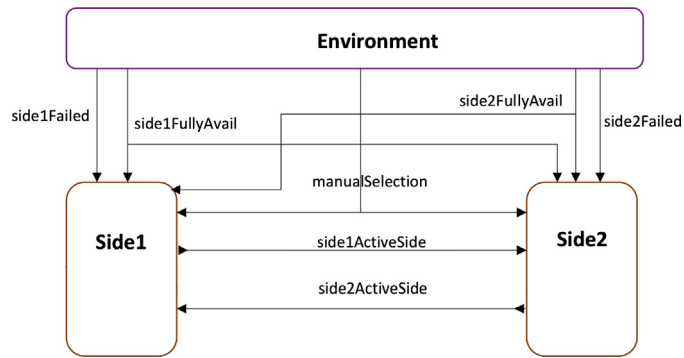 Environment
side1Failed
side1FullyAvail
side2FullyAvail
side2Failed
manualSelection
Side1
side1ActiveSide
Side2
side2ActiveSide